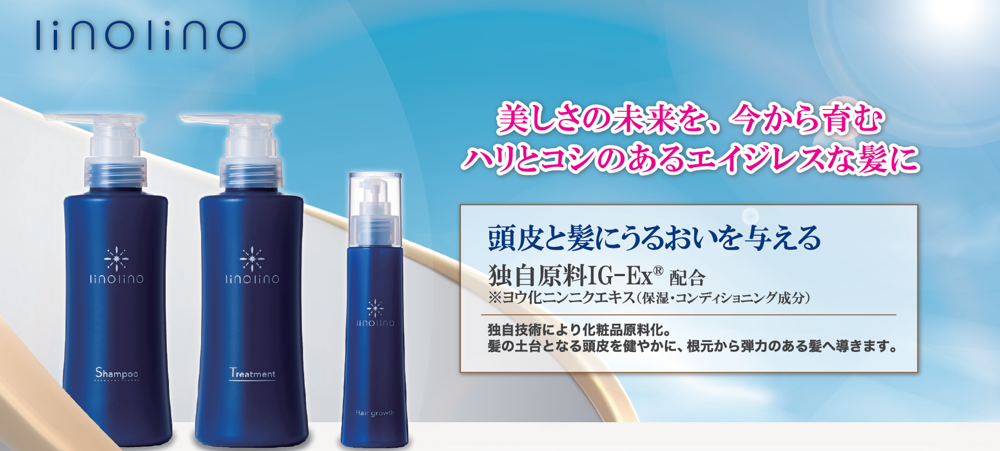 linolino
美しさの未来を、今から育む
ハリとコシのあるエイジレスな髪に
頭皮と髪にうるおいを与える
独自原料IG-Ex® 配合
※ヨウ化ニンニクエキス（保湿・コンディショニング成分）
独自技術により化粧品原料化。
髪の土台となる頭皮を健やかに、根元から弾力のある髪へ導きます。
linolino
Shampoo
linolino
Treatment
linolino
Hair growth